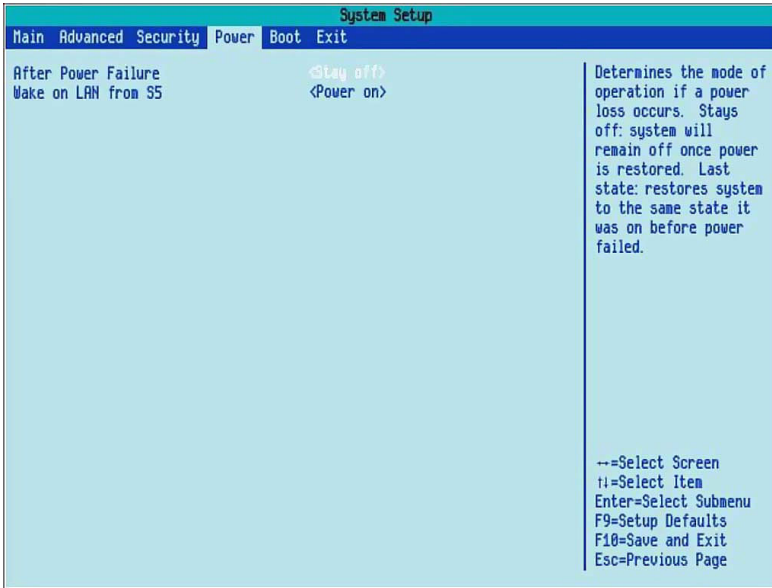 System Setup
Main Advanced Security Power Boot Exit
After Power Failure <Stay off>
Wake on LAN from S5 <Power on>
Determines the mode of
operation if a power
loss occurs. Stays
off: system will
remain off once power
is restored. Last
state: restores system
to the same state it
was on before power
failed.
↔=Select Screen
↑↓=Select Item
Enter=Select Submenu
F9=Setup Defaults
F10=Save and Exit
Esc=Previous Page